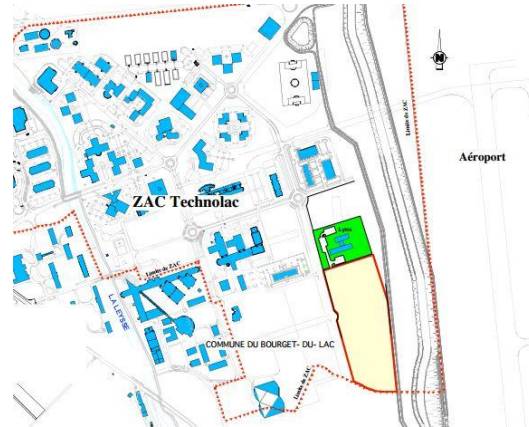 N
Limite de ZAC
Aéroport
ZAC Technolac
Lycée
Limite de ZAC
LA LEYSSE
COMMUNE DU BOURGET- DU- LAC
Limite de ZAC